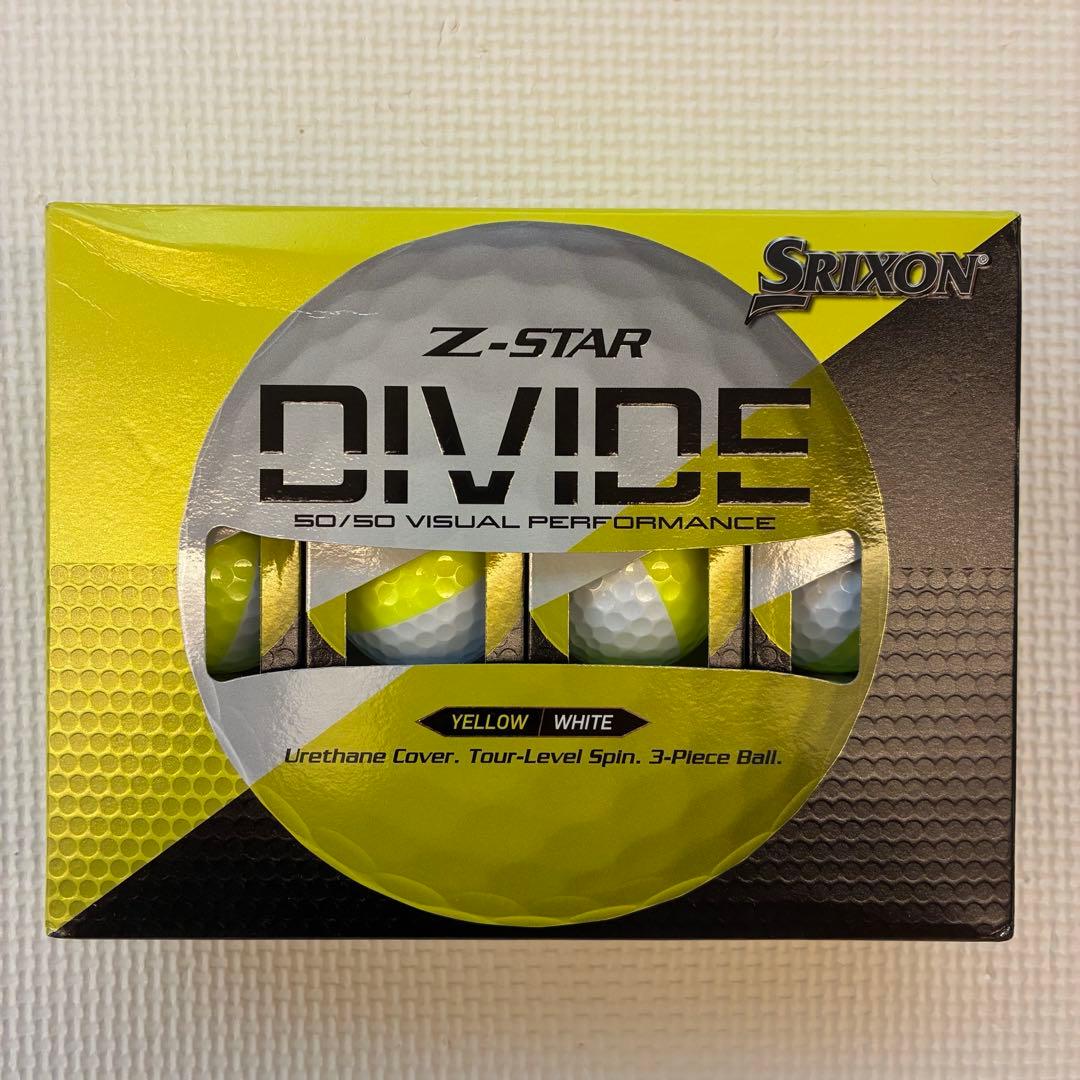 SRIXON®
Z-STAR
DIVIDE
50/50 VISUAL PERFORMANCE
YELLOW | WHITE
Urethane Cover. Tour-Level Spin. 3-Piece Ball.